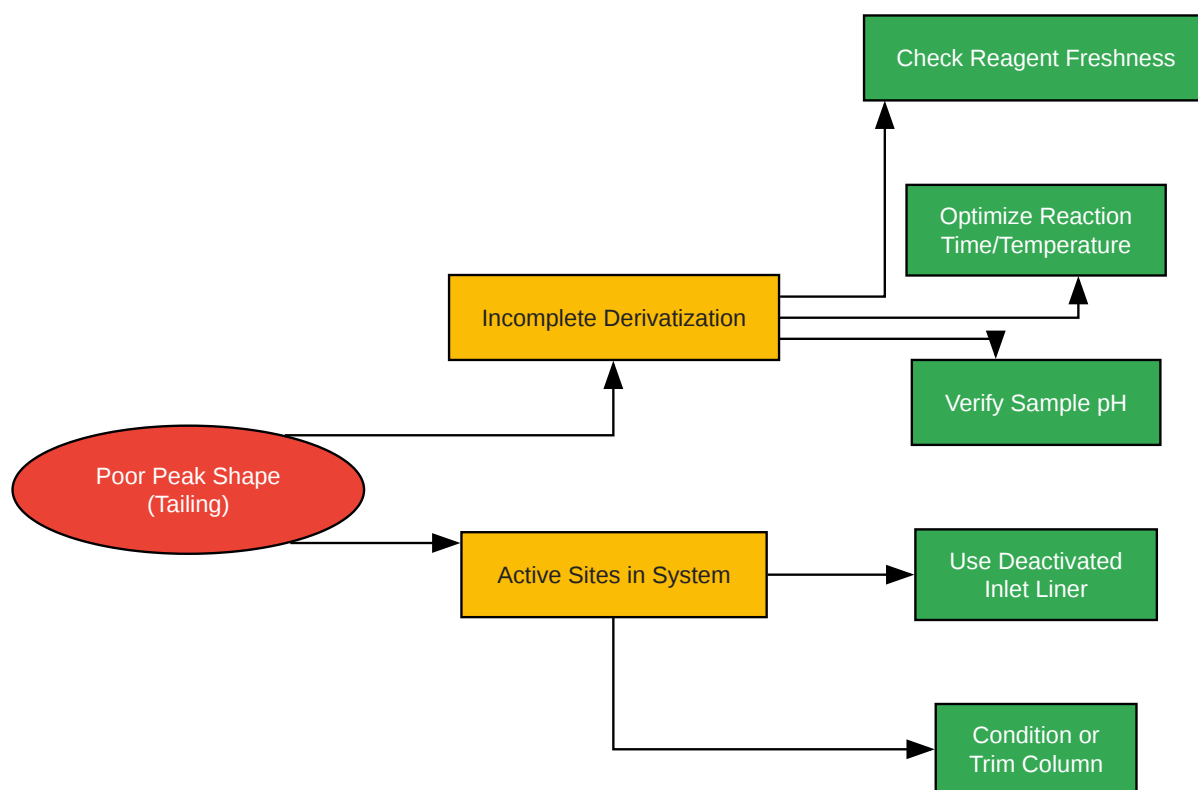 Check Reagent Freshness
Optimize Reaction
Time/Temperature
Incomplete Derivatization
Verify Sample pH
Poor Peak Shape
(Tailing)
Use Deactivated
Inlet Liner
Active Sites in System
Condition or
Trim Column